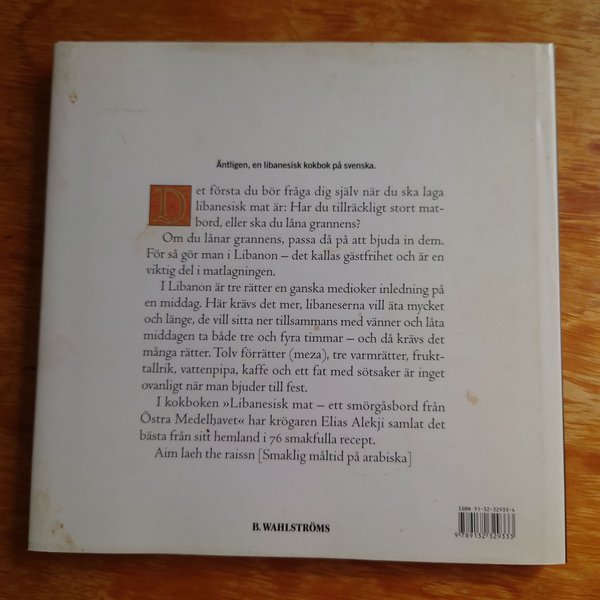 Äntligen, en libanesisk kokbok på svenska.
Det första du bör fråga dig själv när du ska laga
libanesisk mat är: Har du tillräckligt stort mat-
bord, eller ska du låna grannens?
Om du lånar grannens, passa då på att bjuda in dem.
För så gör man i Libanon – det kallas gästfrihet och är en
viktig del i matlagningen.
I Libanon är tre rätter en ganska medioker inledning på
en middag. Här krävs det mer, libaneserna vill äta mycket
och länge, de vill sitta ner tillsammans med vänner och låta
middagen ta både tre och fyra timmar – och då krävs det
många rätter. Tolv förrätter (meza), tre varmrätter, frukt-
tallrik, vattenpipa, kaffe och ett fat med sötsaker är inget
ovanligt när man bjuder till fest.
I kokboken »Libanesisk mat – ett smörgåsbord från
Östra Medelhavet« har krögaren Elias Alekji samlat det
bästa från sitt hemland i 76 smakfulla recept.
Aim laeh the raissn [Smaklig måltid på arabiska]
ISBN 91-32-32933-4
9 789132 329333
B. WAHLSTRÖMS